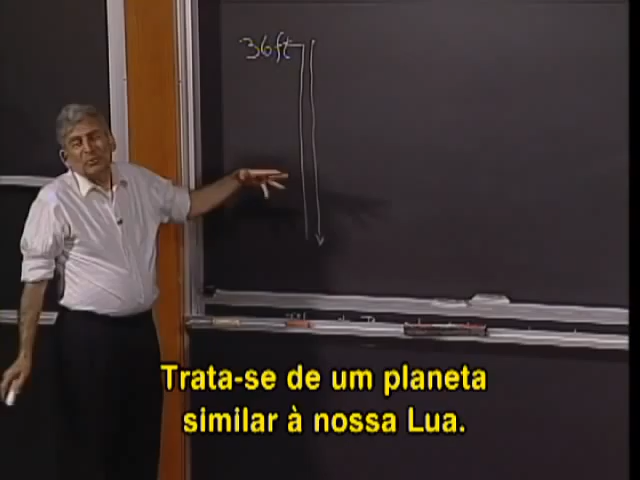 36ft
Trata-se de um planeta
similar à nossa Lua.